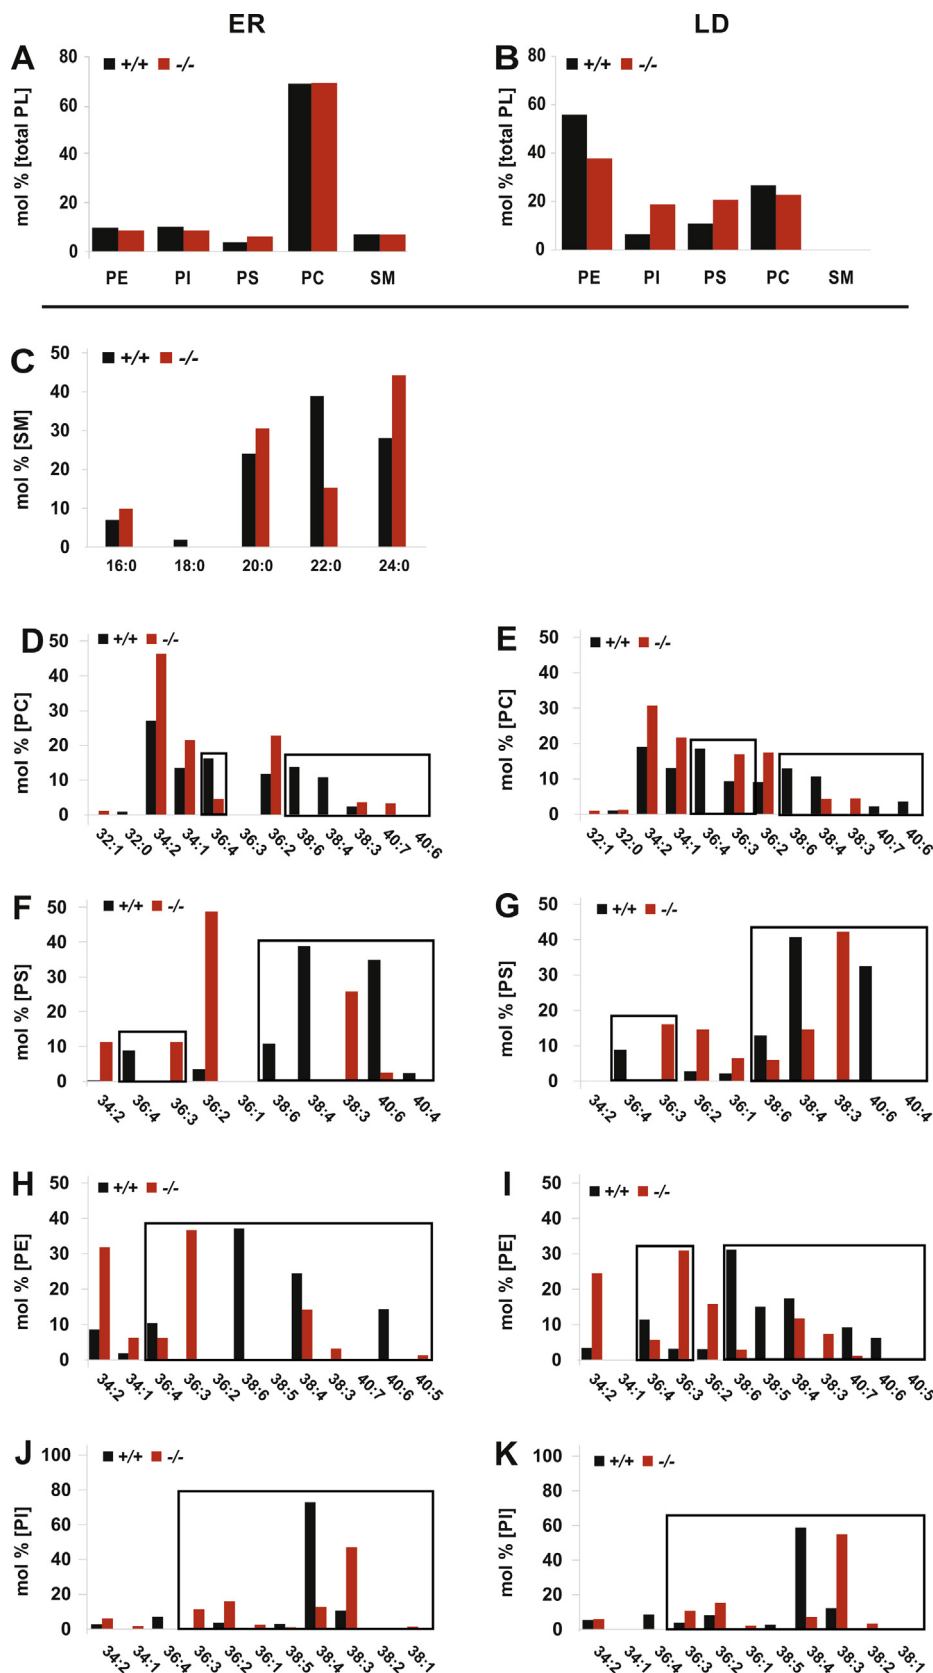 ER LD
A
+/+ -/-
mol % [total PL]
80
60
40
20
0
PE PI PS PC SM
B
+/+ -/-
mol % [total PL]
80
60
40
20
0
PE PI PS PC SM
C
+/+ -/-
mol % [SM]
50
40
30
20
10
0
16:0 18:0 20:0 22:0 24:0
D
+/+ -/-
mol % [PC]
50
40
30
20
10
0
32:1 32:0 34:2 34:1 36:4 36:3 36:2 38:6 38:4 38:3 40:7 40:6
E
+/+ -/-
mol % [PC]
50
40
30
20
10
0
32:1 32:0 34:2 34:1 36:4 36:3 36:2 38:6 38:4 38:3 40:7 40:6
F
+/+ -/-
mol % [PS]
50
40
30
20
10
0
34:2 36:4 36:3 36:2 36:1 38:6 38:4 38:3 40:6 40:4
G
+/+ -/-
mol % [PS]
50
40
30
20
10
0
34:2 36:4 36:3 36:2 36:1 38:6 38:4 38:3 40:6 40:4
H
+/+ -/-
mol % [PE]
50
40
30
20
10
0
34:2 34:1 36:4 36:3 36:2 38:6 38:5 38:4 38:3 40:7 40:6 40:5
I
+/+ -/-
mol % [PE]
50
40
30
20
10
0
34:2 34:1 36:4 36:3 36:2 38:6 38:5 38:4 38:3 40:7 40:6 40:5
J
+/+ -/-
mol % [PI]
100
80
60
40
20
0
34:2 34:1 36:4 36:3 36:2 36:1 38:5 38:4 38:3 38:2 38:1
K
+/+ -/-
mol % [PI]
100
80
60
40
20
0
34:2 34:1 36:4 36:3 36:2 36:1 38:5 38:4 38:3 38:2 38:1